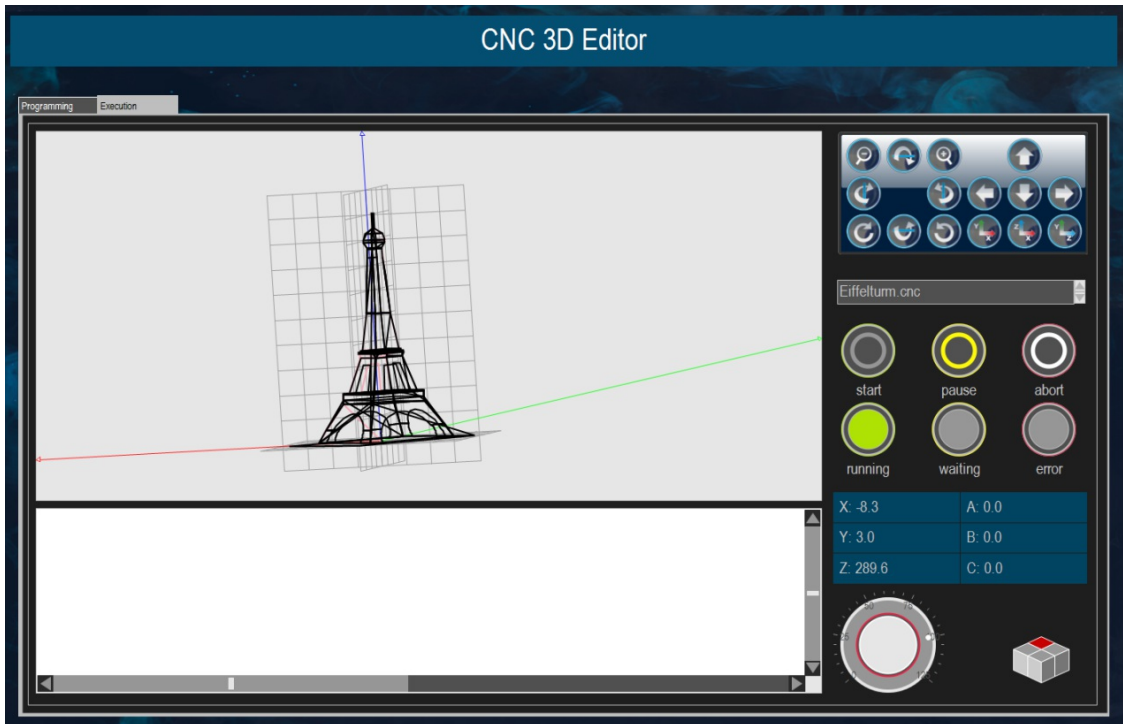 CNC 3D Editor
Programming
Execution
Eiffelturm.cnc
start
pause
abort
running
waiting
error
X: -8.3
A: 0.0
Y: 3.0
B: 0.0
Z: 289.6
C: 0.0
50
75
25
0